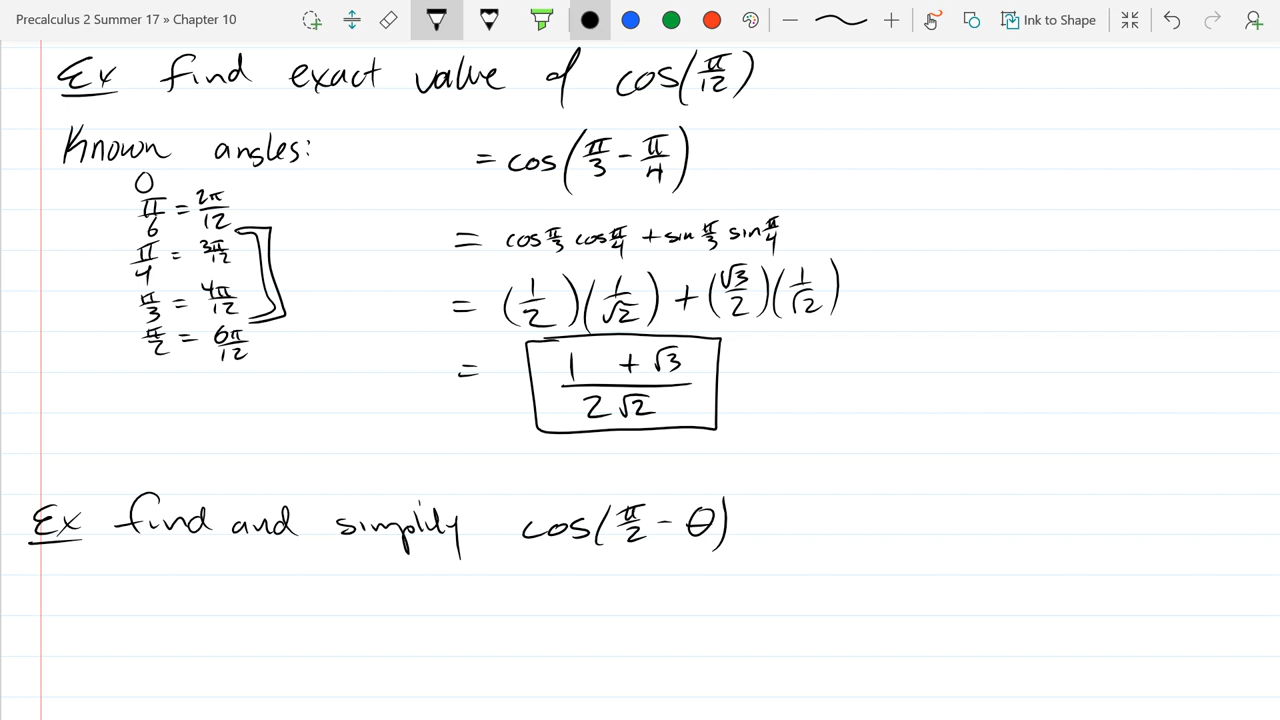 Precalculus 2 Summer 17 » Chapter 10
Ink to Shape
Ex find exact value of cos(π/12)
Known angles:
= cos(π/3 - π/4)
0
π/6 = 2π/12
π/4 = 3π/12
π/3 = 4π/12
π/2 = 6π/12
= cos π/3 cos π/4 + sin π/3 sin π/4
= (1/2)(1/√2) + (√3/2)(1/√2)
= 1 + √3
2√2
Ex find and simplify cos(π/2 - θ)